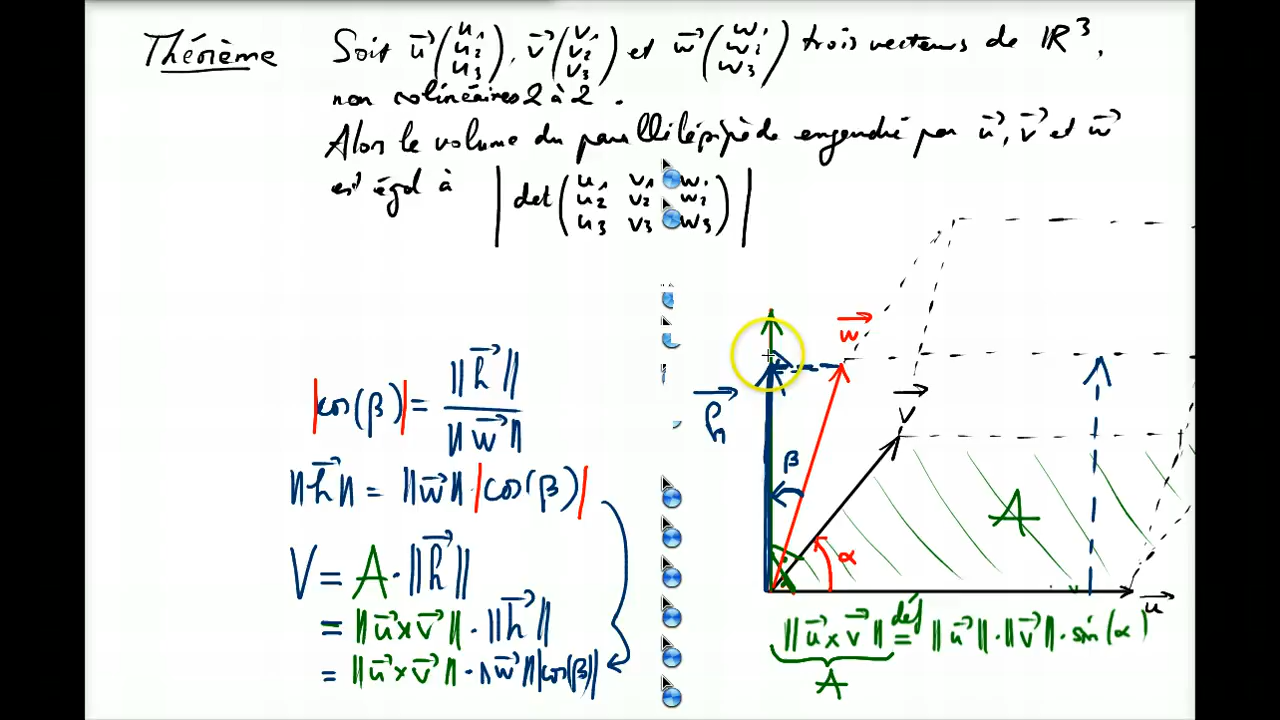 Théorème Soit u⃗(u₁ u₂ u₃), v⃗(v₁ v₂ v₃) et w⃗(w₁ w₂ w₃) trois vecteurs de ℝ³,
non colinéaires 2 à 2.
Alors le volume du parallélépipède engendré par u⃗, v⃗ et w⃗
est égal à |det(u₁ v₁ w₁
u₂ v₂ w₂
u₃ v₃ w₃)|
|cos(β)| = ‖h⃗‖ / ‖w⃗‖
‖h⃗‖ = ‖w⃗‖·|cos(β)|
V = A·‖h⃗‖
= ‖u⃗×v⃗‖·‖h⃗‖
= ‖u⃗×v⃗‖·‖w⃗‖|cos(β)|
w⃗
v⃗
h⃗
β
A
α
u⃗
‖u⃗×v⃗‖ =déf ‖u⃗‖·‖v⃗‖·sin(α)
A